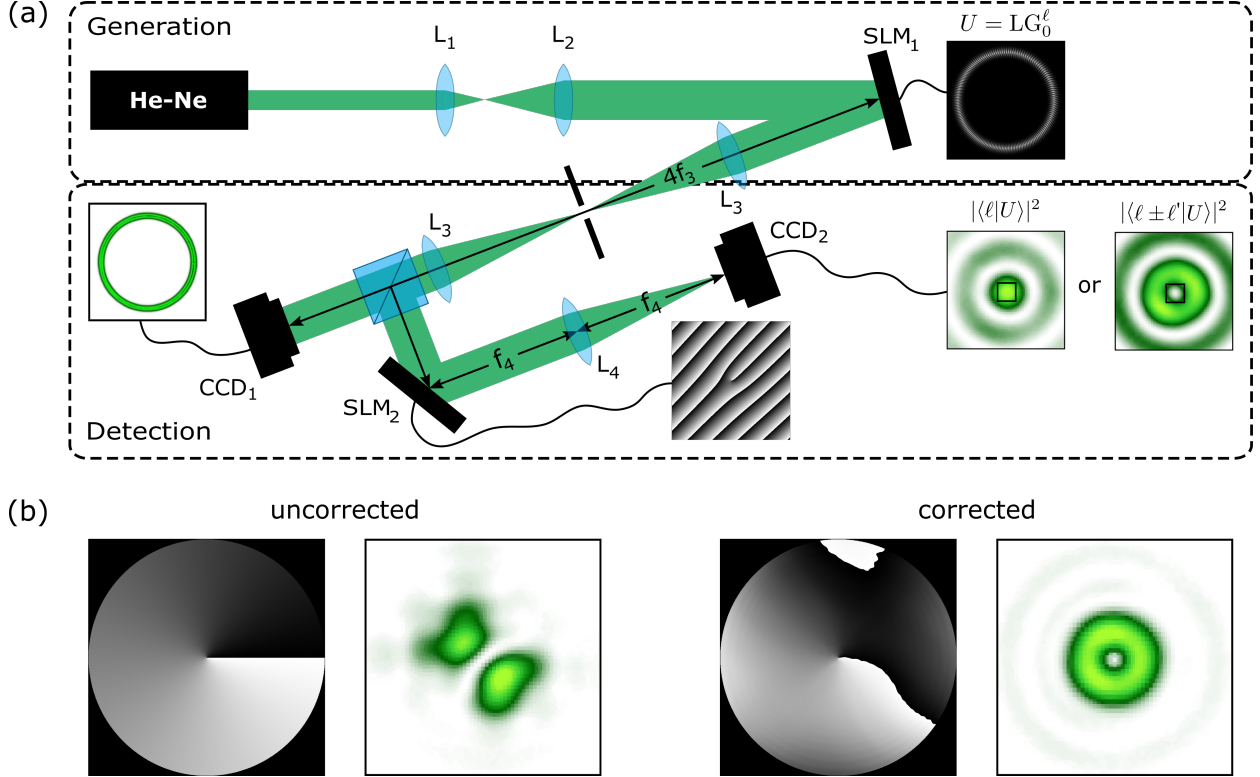 (a)
Generation
L₁
L₂
SLM₁
U = LG₀^ℓ
He-Ne
4f₃
L₃
L₃
CCD₂
|⟨ℓ|U⟩|²
|⟨ℓ ± ℓ'|U⟩|²
or
f₄
f₄
L₄
CCD₁
SLM₂
Detection
(b)
uncorrected
corrected